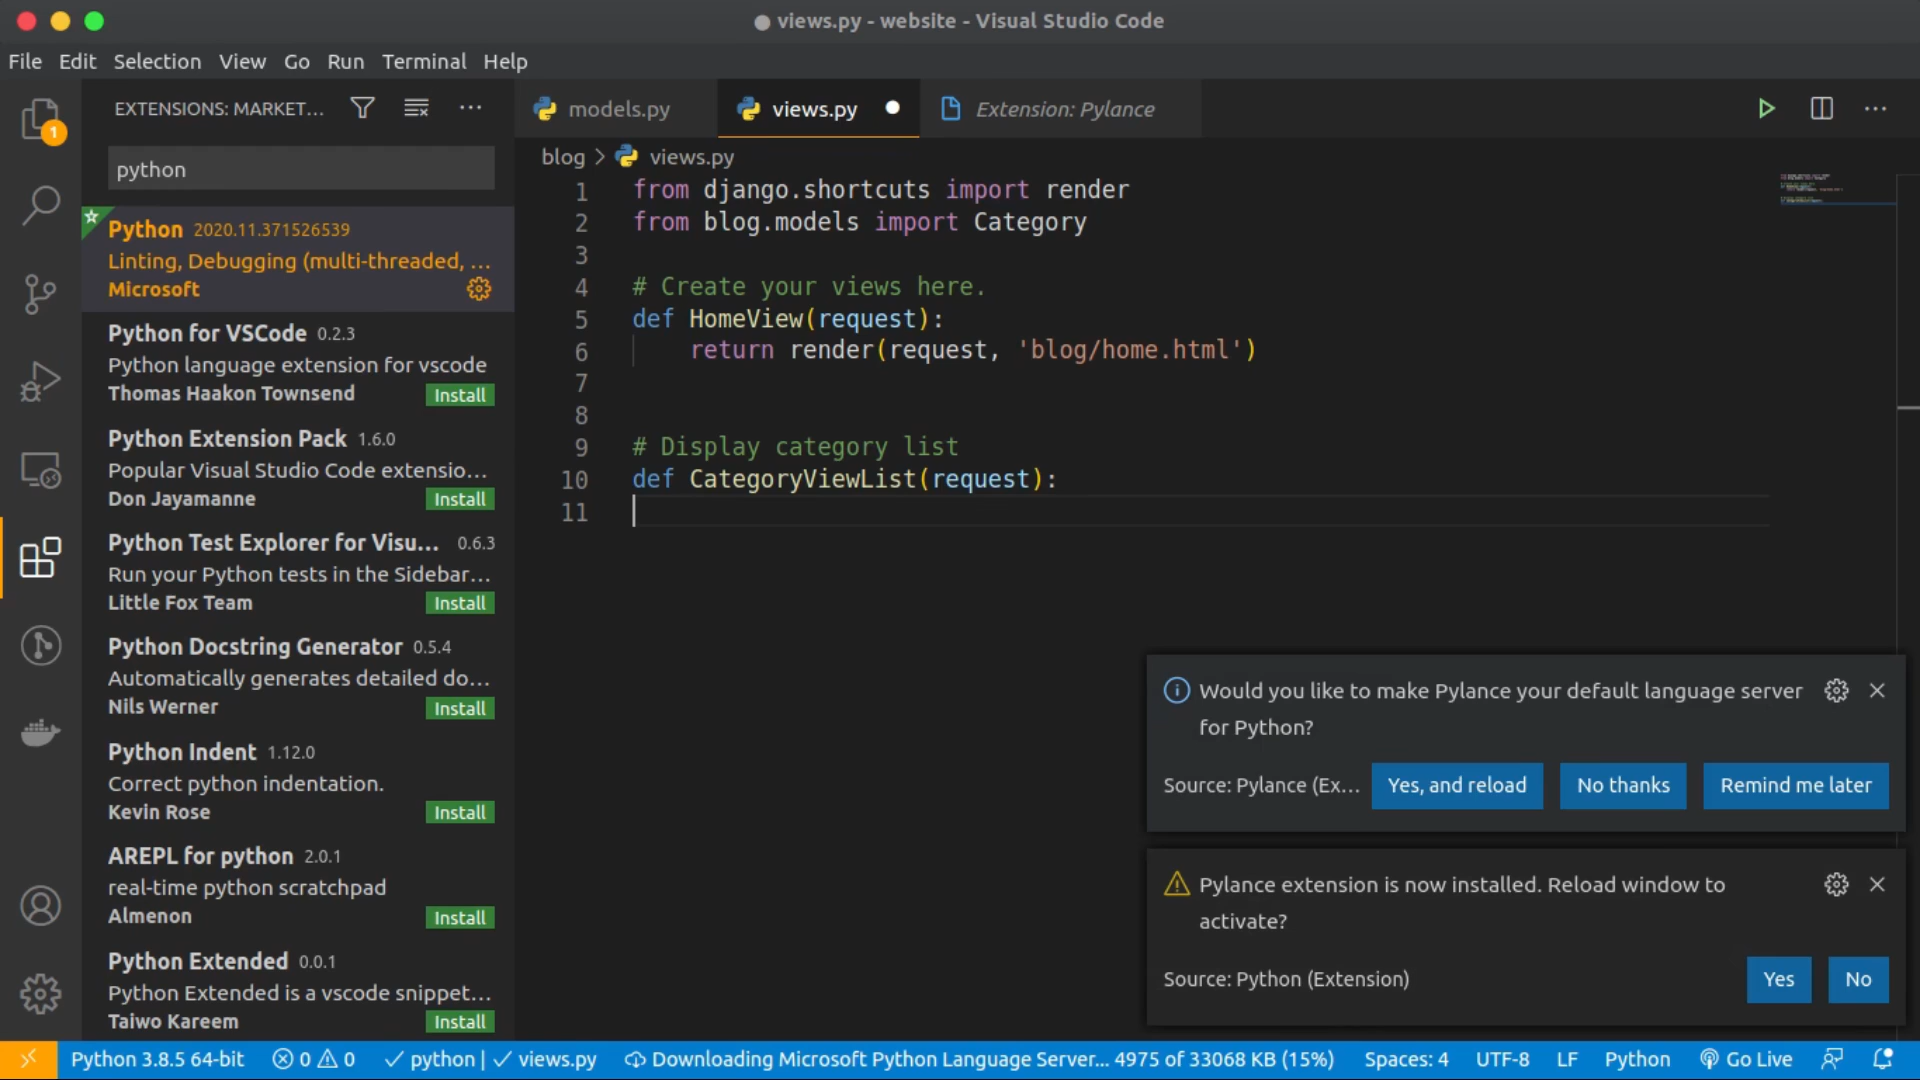 ● views.py - website - Visual Studio Code
File Edit Selection View Go Run Terminal Help
EXTENSIONS: MARKET...
python
Python 2020.11.371526539
Linting, Debugging (multi-threaded, ...
Microsoft
Python for VSCode 0.2.3
Python language extension for vscode
Thomas Haakon Townsend Install
Python Extension Pack 1.6.0
Popular Visual Studio Code extensio...
Don Jayamanne Install
Python Test Explorer for Visu... 0.6.3
Run your Python tests in the Sidebar...
Little Fox Team Install
Python Docstring Generator 0.5.4
Automatically generates detailed do...
Nils Werner Install
Python Indent 1.12.0
Correct python indentation.
Kevin Rose Install
AREPL for python 2.0.1
real-time python scratchpad
Almenon Install
Python Extended 0.0.1
Python Extended is a vscode snippet...
Taiwo Kareem Install
1
models.py views.py ● Extension: Pylance
blog > views.py
1 from django.shortcuts import render
2 from blog.models import Category
3
4 # Create your views here.
5 def HomeView(request):
6 return render(request, 'blog/home.html')
7
8
9 # Display category list
10 def CategoryViewList(request):
11
Would you like to make Pylance your default language server
for Python?
Source: Pylance (Ex... Yes, and reload No thanks Remind me later
Pylance extension is now installed. Reload window to
activate?
Source: Python (Extension) Yes No
Python 3.8.5 64-bit 0 0 ✓ python | ✓ views.py Downloading Microsoft Python Language Server... 4975 of 33068 KB (15%) Spaces: 4 UTF-8 LF Python Go Live